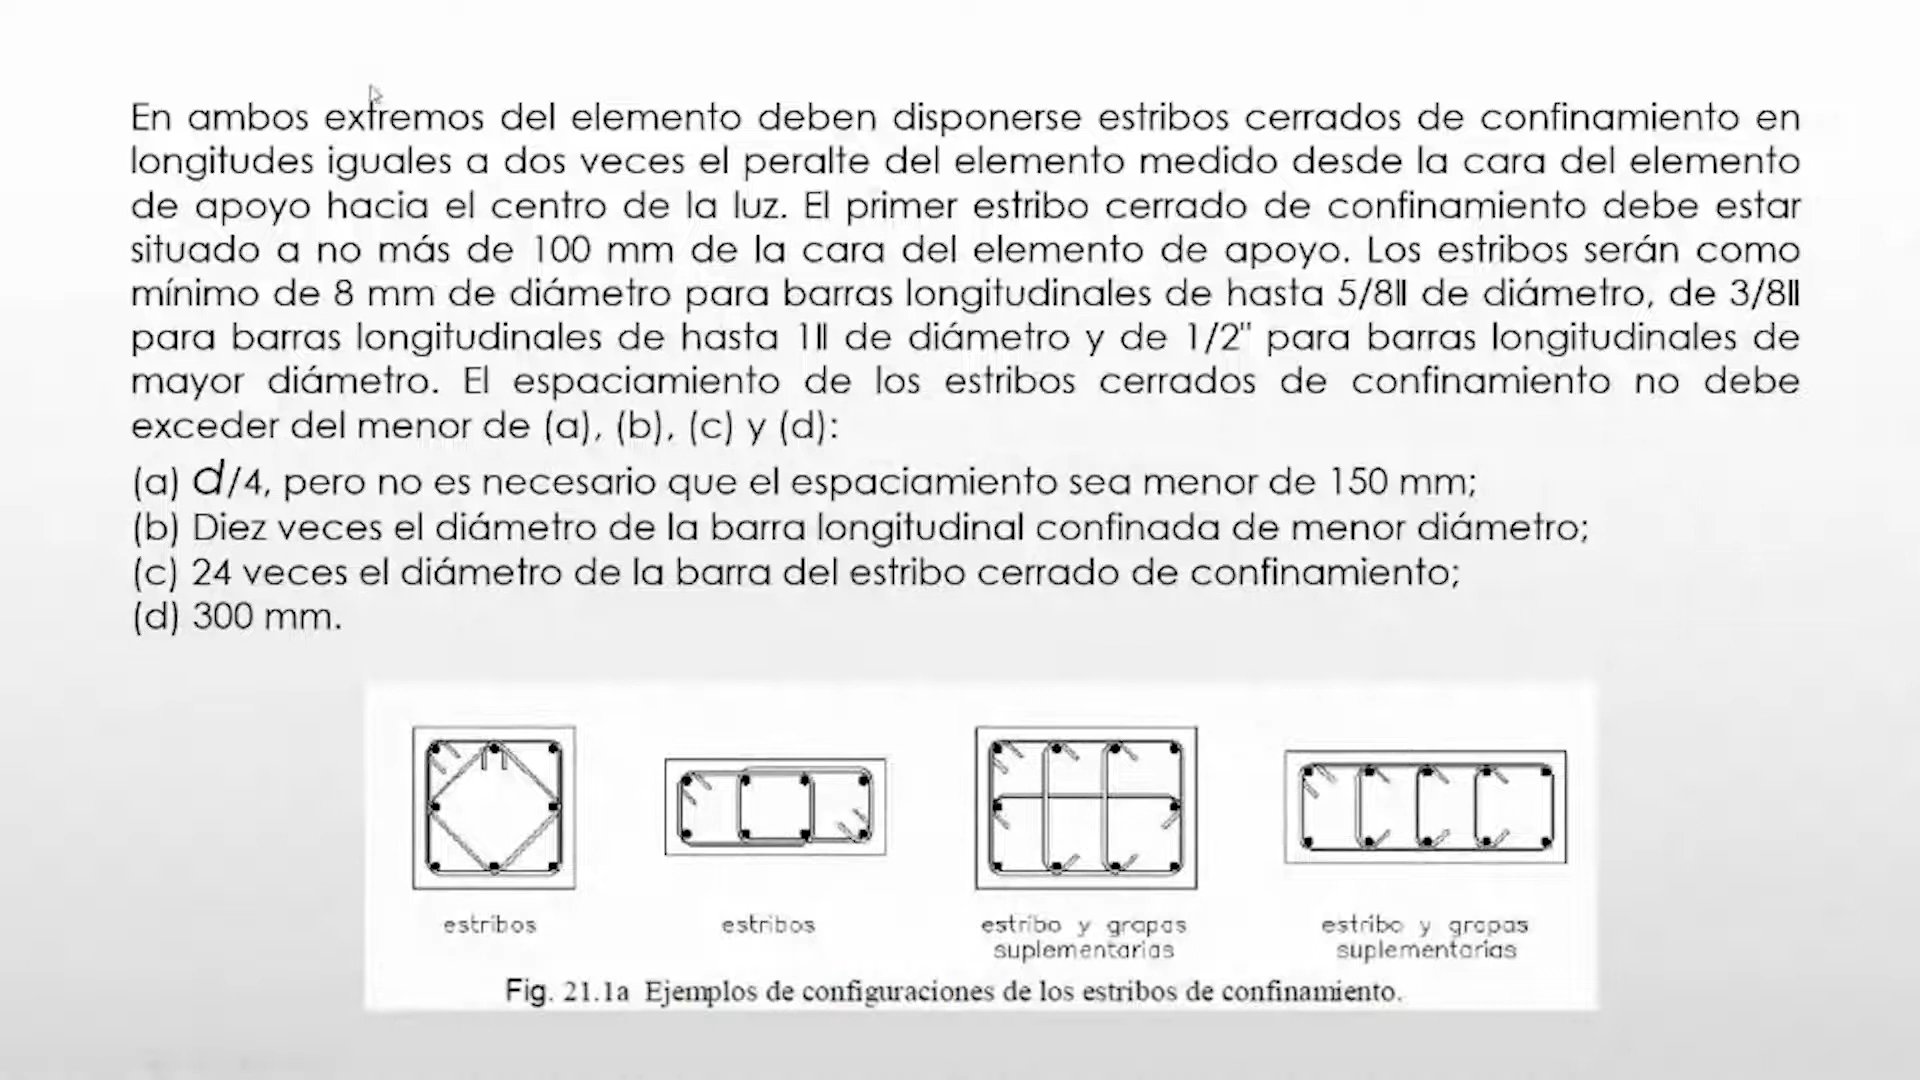 En ambos extremos del elemento deben disponerse estribos cerrados de confinamiento en
longitudes iguales a dos veces el peralte del elemento medido desde la cara del elemento
de apoyo hacia el centro de la luz. El primer estribo cerrado de confinamiento debe estar
situado a no más de 100 mm de la cara del elemento de apoyo. Los estribos serán como
mínimo de 8 mm de diámetro para barras longitudinales de hasta 5/8‖ de diámetro, de 3/8‖
para barras longitudinales de hasta 1‖ de diámetro y de 1/2" para barras longitudinales de
mayor diámetro. El espaciamiento de los estribos cerrados de confinamiento no debe
exceder del menor de (a), (b), (c) y (d):
(a) d/4, pero no es necesario que el espaciamiento sea menor de 150 mm;
(b) Diez veces el diámetro de la barra longitudinal confinada de menor diámetro;
(c) 24 veces el diámetro de la barra del estribo cerrado de confinamiento;
(d) 300 mm.
estribos estribos estribo y grapas estribo y grapas
suplementarias suplementarias
Fig. 21.1a Ejemplos de configuraciones de los estribos de confinamiento.